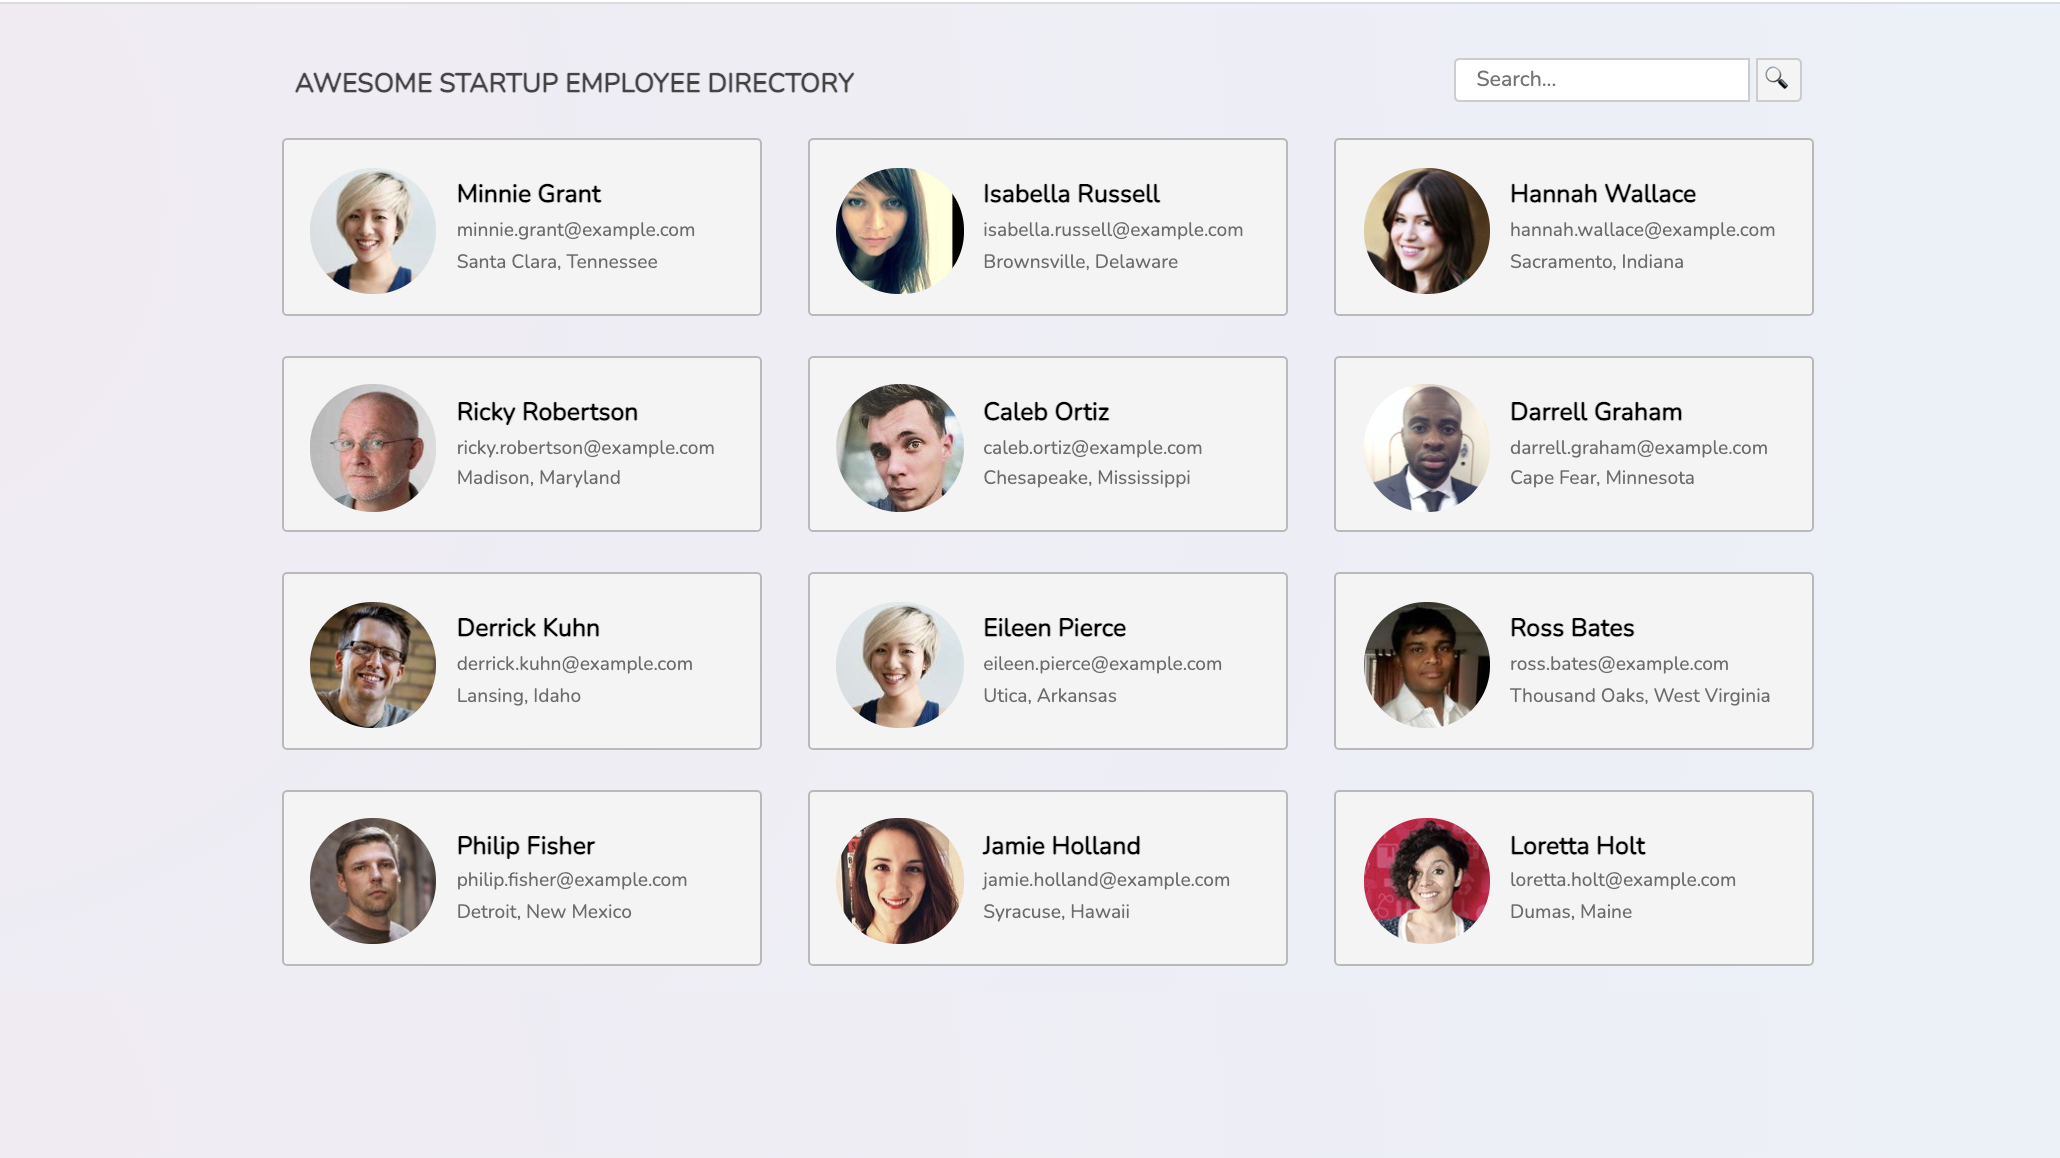 AWESOME STARTUP EMPLOYEE DIRECTORY
Search...
Minnie Grant
minnie.grant@example.com
Santa Clara, Tennessee
Isabella Russell
isabella.russell@example.com
Brownsville, Delaware
Hannah Wallace
hannah.wallace@example.com
Sacramento, Indiana
Ricky Robertson
ricky.robertson@example.com
Madison, Maryland
Caleb Ortiz
caleb.ortiz@example.com
Chesapeake, Mississippi
Darrell Graham
darrell.graham@example.com
Cape Fear, Minnesota
Derrick Kuhn
derrick.kuhn@example.com
Lansing, Idaho
Eileen Pierce
eileen.pierce@example.com
Utica, Arkansas
Ross Bates
ross.bates@example.com
Thousand Oaks, West Virginia
Philip Fisher
philip.fisher@example.com
Detroit, New Mexico
Jamie Holland
jamie.holland@example.com
Syracuse, Hawaii
Loretta Holt
loretta.holt@example.com
Dumas, Maine